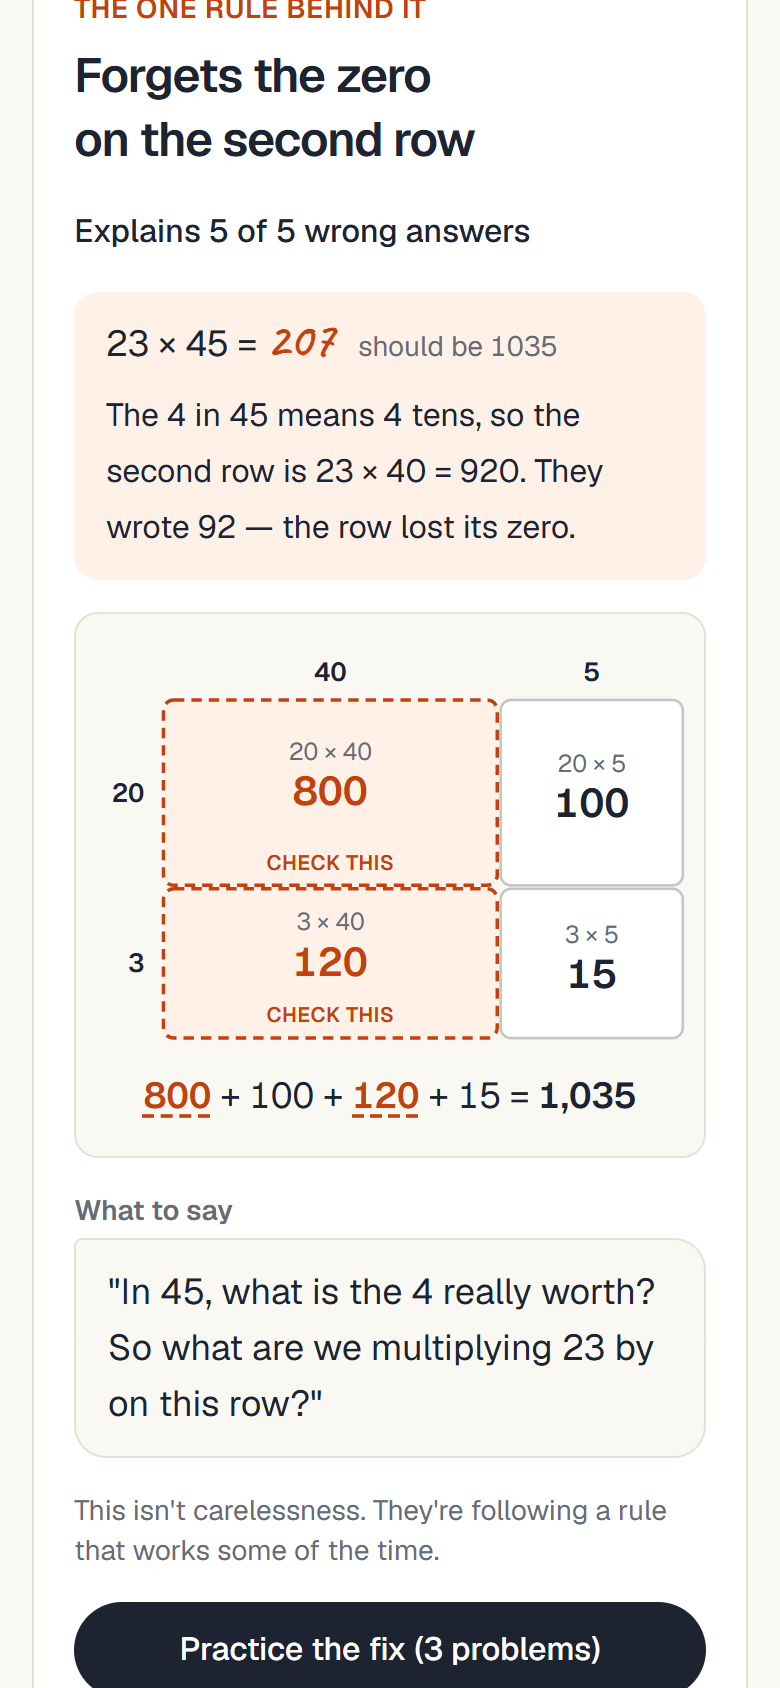 THE ONE RULE BEHIND IT
Forgets the zero
on the second row
Explains 5 of 5 wrong answers
23 × 45 = 207 should be 1035
The 4 in 45 means 4 tens, so the
second row is 23 × 40 = 920. They
wrote 92 — the row lost its zero.
40 5
20 × 40
800
CHECK THIS
20
20 × 5
100
3 × 40
120
CHECK THIS
3
3 × 5
15
800 + 100 + 120 + 15 = 1,035
What to say
"In 45, what is the 4 really worth?
So what are we multiplying 23 by
on this row?"
This isn't carelessness. They're following a rule
that works some of the time.
Practice the fix (3 problems)